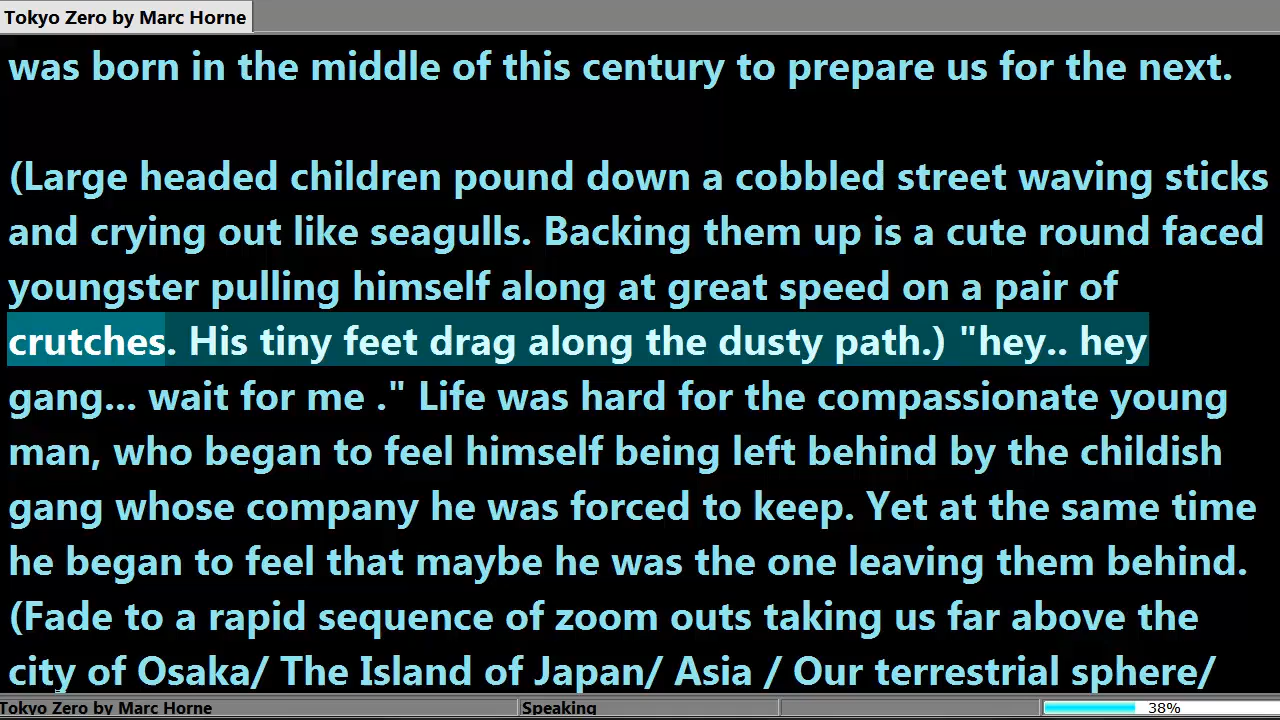 Tokyo Zero by Marc Horne
was born in the middle of this century to prepare us for the next.
(Large headed children pound down a cobbled street waving sticks
and crying out like seagulls. Backing them up is a cute round faced
youngster pulling himself along at great speed on a pair of
crutches. His tiny feet drag along the dusty path.) "hey.. hey
gang... wait for me ." Life was hard for the compassionate young
man, who began to feel himself being left behind by the childish
gang whose company he was forced to keep. Yet at the same time
he began to feel that maybe he was the one leaving them behind.
(Fade to a rapid sequence of zoom outs taking us far above the
city of Osaka/ The Island of Japan/ Asia / Our terrestrial sphere/
Tokyo Zero by Marc Horne Speaking 38%